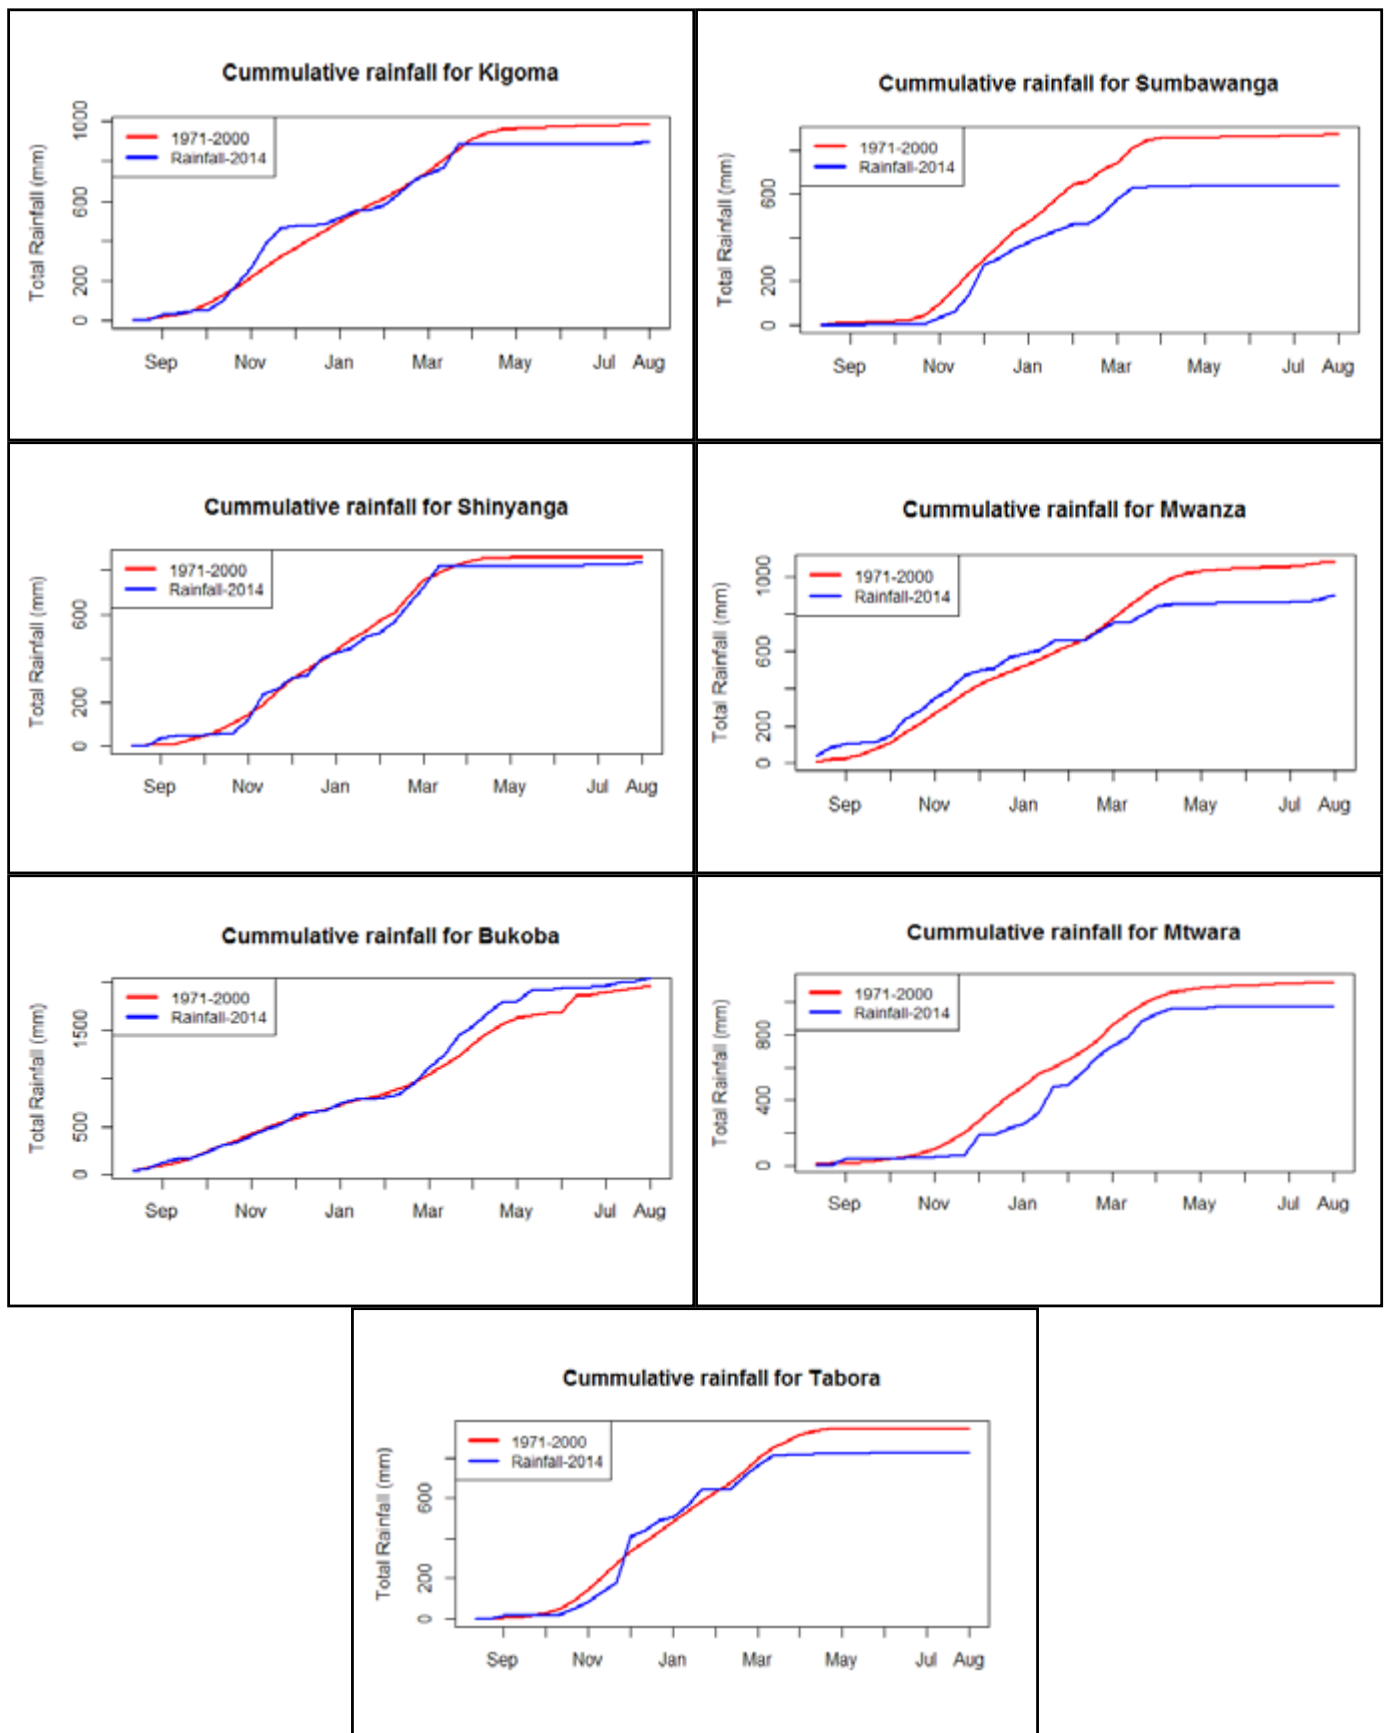 Cummulative rainfall for Kigoma
1971-2000
Rainfall-2014
Total Rainfall (mm)
1000
600
200
0
Sep Nov Jan Mar May Jul Aug
Cummulative rainfall for Sumbawanga
1971-2000
Rainfall-2014
Total Rainfall (mm)
600
200
0
Sep Nov Jan Mar May Jul Aug
Cummulative rainfall for Shinyanga
1971-2000
Rainfall-2014
Total Rainfall (mm)
600
200
0
Sep Nov Jan Mar May Jul Aug
Cummulative rainfall for Mwanza
1971-2000
Rainfall-2014
Total Rainfall (mm)
1000
600
200
0
Sep Nov Jan Mar May Jul Aug
Cummulative rainfall for Bukoba
1971-2000
Rainfall-2014
Total Rainfall (mm)
1500
500
0
Sep Nov Jan Mar May Jul Aug
Cummulative rainfall for Mtwara
1971-2000
Rainfall-2014
Total Rainfall (mm)
800
400
0
Sep Nov Jan Mar May Jul Aug
Cummulative rainfall for Tabora
1971-2000
Rainfall-2014
Total Rainfall (mm)
600
200
0
Sep Nov Jan Mar May Jul Aug